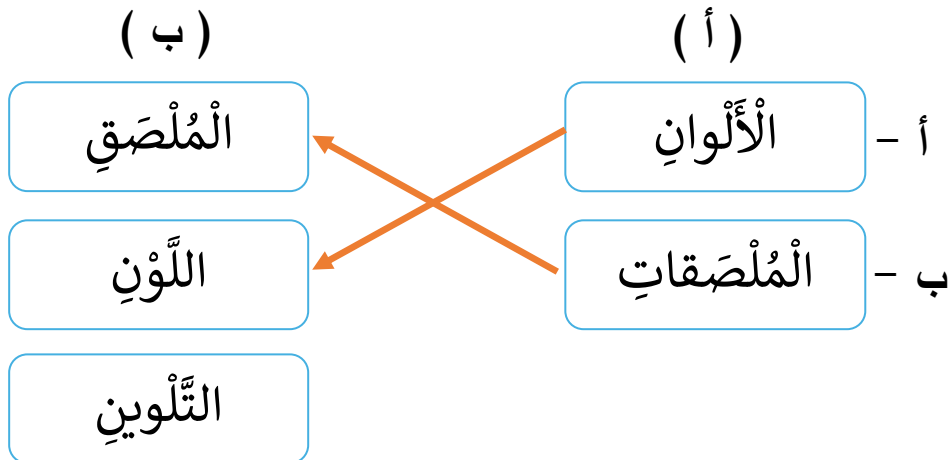 ( أ ) ( ب )
أ – الْأَلْوانِ الْمُلْصَقِ
ب – الْمُلْصَقاتِ اللَّوْنِ
التَّلْوينِ